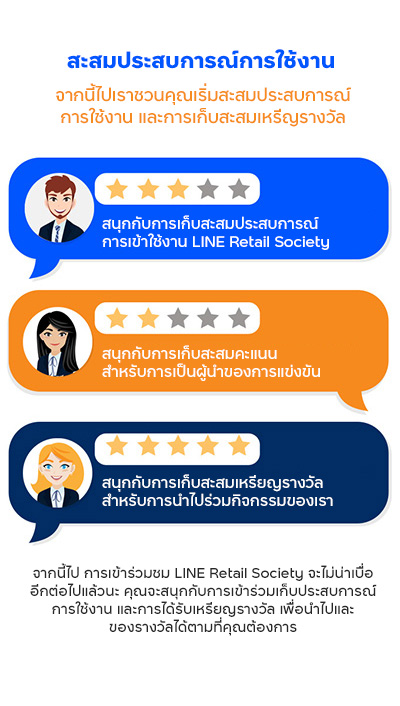 สะสมประสบการณ์การใช้งาน
จากนี้ไปเราชวนคุณเริ่มสะสมประสบการณ์
การใช้งาน และการเก็บสะสมเหรีญรางวัล
สนุกกับการเก็บสะสมประสบการณ์
การเข้าใช้งาน LINE Retail Society
สนุกกับการเก็บสะสมคะแนน
สำหรับการเป็นผู้นำของการแข่งขัน
สนุกกับการเก็บสะสมเหรียญรางวัล
สำหรับการนำไปร่วมกิจกรรมของเรา
จากนี้ไป การเข้าร่วมชม LINE Retail Society จะไม่น่าเบื่อ
อีกต่อไปแล้วนะ คุณจะสนุกกับการเข้าร่วมเก็บประสบการณ์
การใช้งาน และการได้รับเหรียญรางวัล เพื่อนำไปและ
ของรางวัลได้ตามที่คุณต้องการ